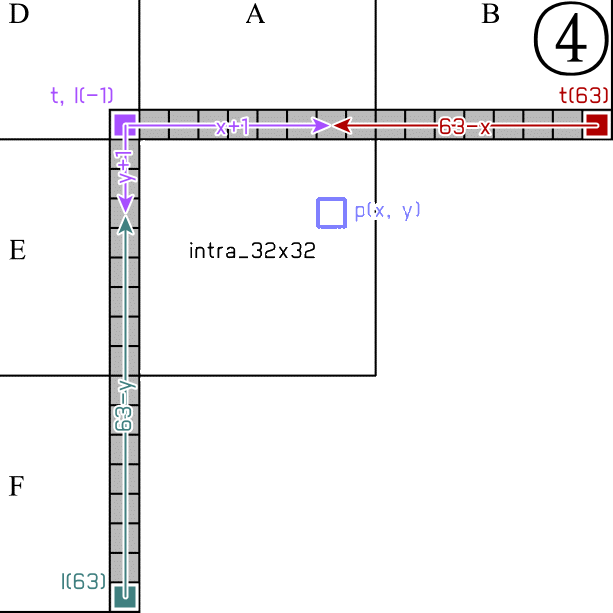 D
A
B
4
t, l(-1)
t(63)
x+1
63-x
y+1
p(x, y)
E
intra_32x32
63-y
F
l(63)